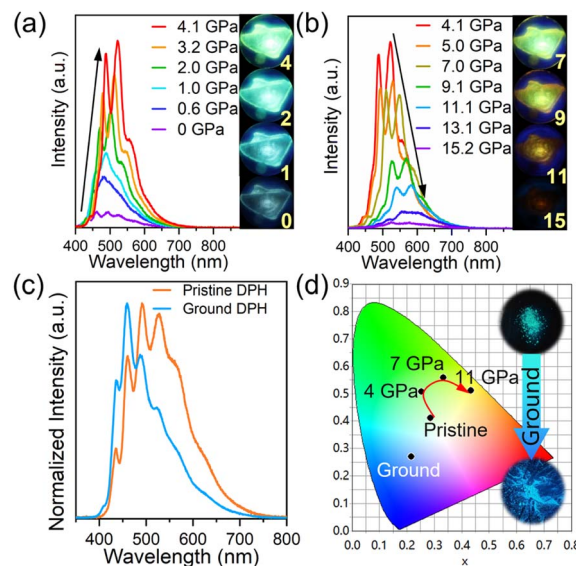 (a)
Intensity (a.u.)
4.1 GPa
3.2 GPa
2.0 GPa
1.0 GPa
0.6 GPa
0 GPa
4
2
1
0
400 500 600 700 800
Wavelength (nm)
(b)
Intensity (a.u.)
4.1 GPa
5.0 GPa
7.0 GPa
9.1 GPa
11.1 GPa
13.1 GPa
15.2 GPa
7
9
11
15
400 500 600 700 800
Wavelength (nm)
(c)
Normalized Intensity (a.u.)
Pristine DPH
Ground DPH
400 500 600 700 800
Wavelength (nm)
(d)
0.9
0.8
0.7
0.6
0.5
0.4
0.3
0.2
0.1
0.0
7 GPa
11 GPa
4 GPa
Pristine
Ground
Ground
0.0 0.1 0.2 0.3 0.4 0.5 0.6 0.7 0.8
x